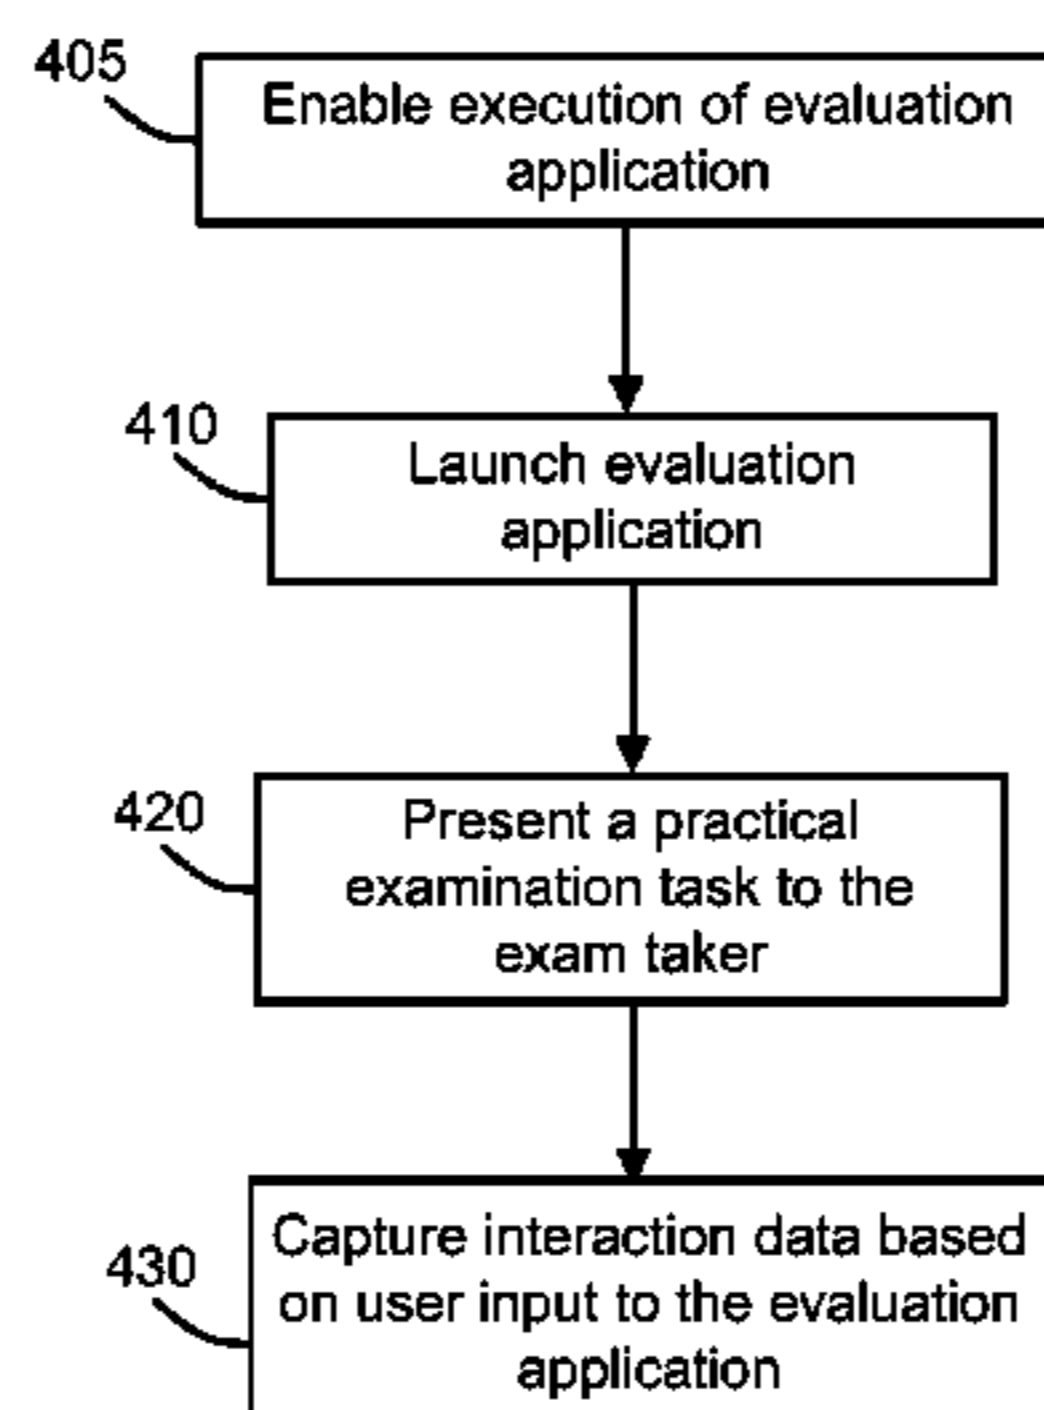 405
Enable execution of evaluation
application
410
Launch evaluation
application
420
Present a practical
examination task to the
exam taker
430
Capture interaction data based
on user input to the evaluation
application